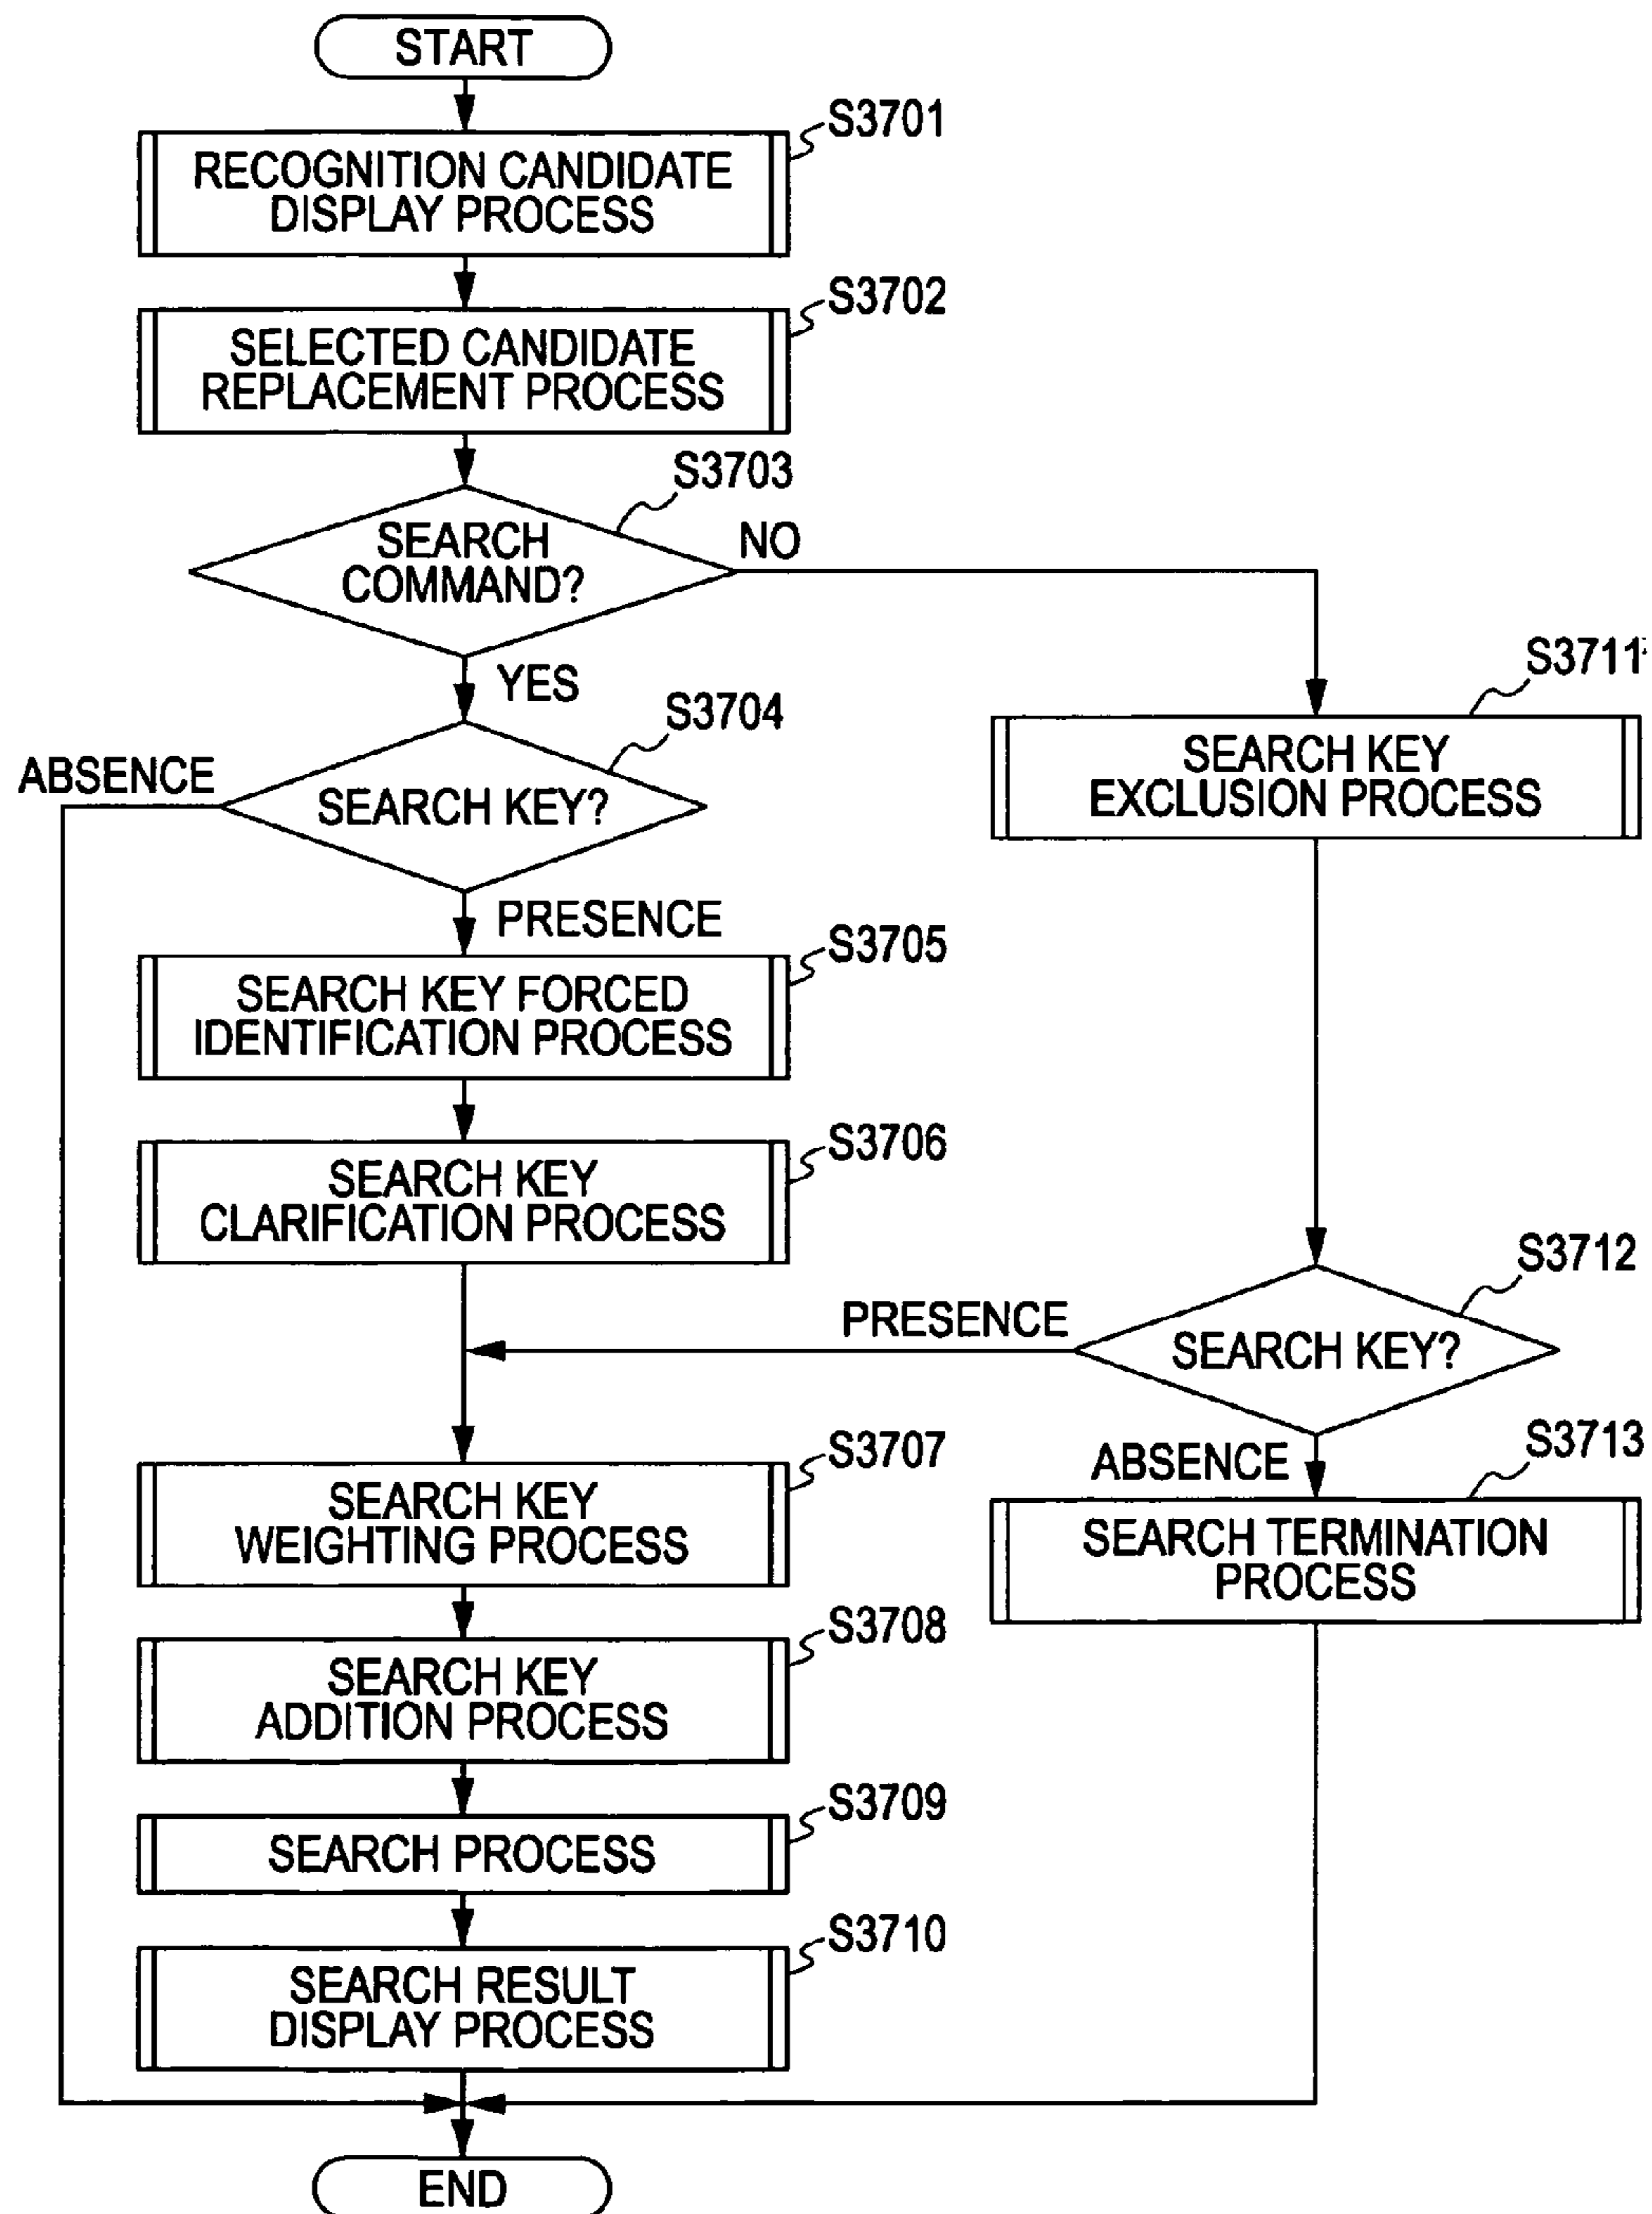 START
S3701
RECOGNITION CANDIDATE
DISPLAY PROCESS
S3702
SELECTED CANDIDATE
REPLACEMENT PROCESS
S3703
SEARCH
COMMAND?
NO
YES
S3711
SEARCH KEY
EXCLUSION PROCESS
S3704
ABSENCE
SEARCH KEY?
PRESENCE
S3705
SEARCH KEY FORCED
IDENTIFICATION PROCESS
S3706
SEARCH KEY
CLARIFICATION PROCESS
S3712
PRESENCE
SEARCH KEY?
ABSENCE
S3713
SEARCH TERMINATION
PROCESS
S3707
SEARCH KEY
WEIGHTING PROCESS
S3708
SEARCH KEY
ADDITION PROCESS
S3709
SEARCH PROCESS
S3710
SEARCH RESULT
DISPLAY PROCESS
END